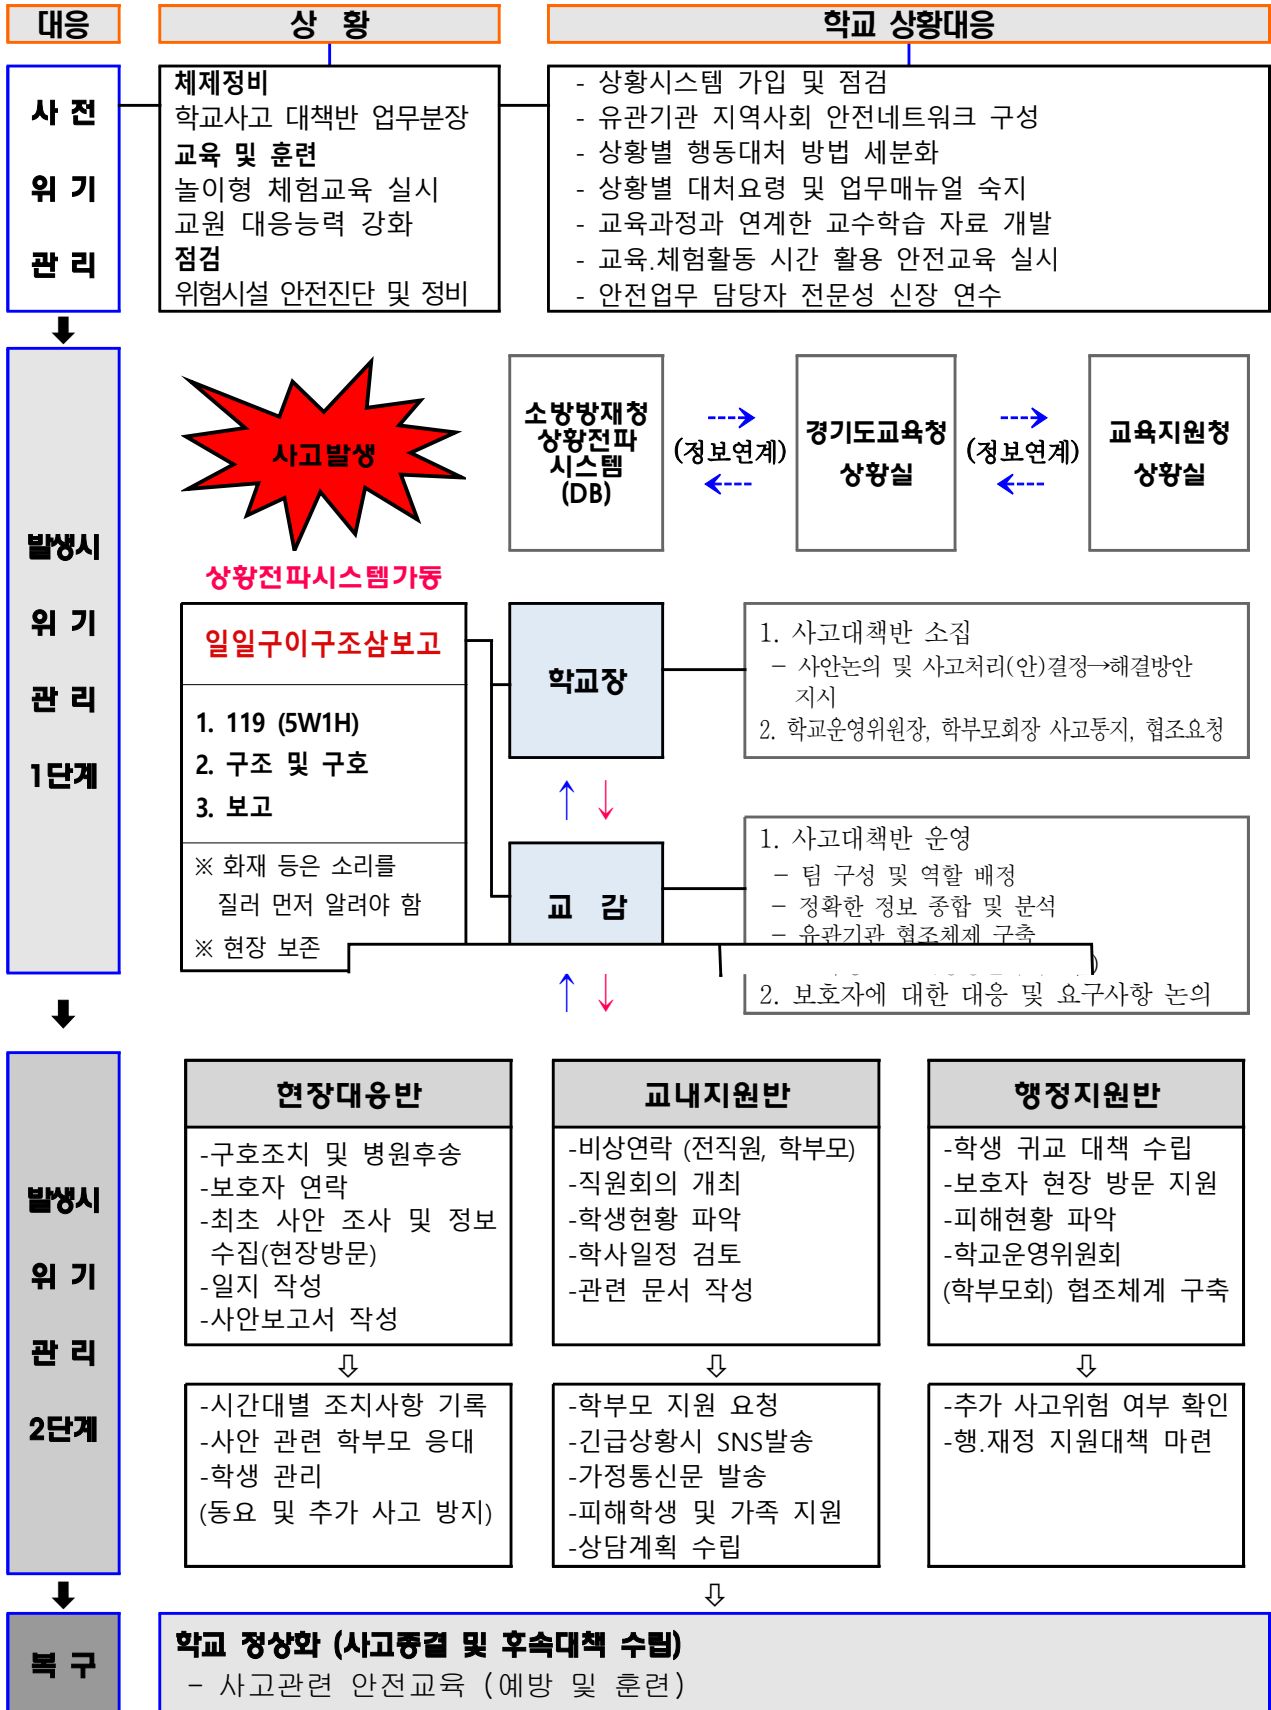 대응
상 황
학교 상황대응
사 전
위 기
관 리
체제정비
학교사고 대책반 업무분장
교육 및 훈련
놀이형 체험교육 실시
교원 대응능력 강화
점검
위험시설 안전진단 및 정비
- 상황시스템 가입 및 점검
- 유관기관 지역사회 안전네트워크 구성
- 상황별 행동대처 방법 세분화
- 상황별 대처요령 및 업무매뉴얼 숙지
- 교육과정과 연계한 교수학습 자료 개발
- 교육.체험활동 시간 활용 안전교육 실시
- 안전업무 담당자 전문성 신장 연수
발생시
위 기
관 리
1단계
사고발생
소방방재청
상황전파
시스템
(DB)
(정보연계)
경기도교육청
상황실
(정보연계)
교육지원청
상황실
상황전파시스템가동
일일구이구조삼보고
1. 119 (5W1H)
2. 구조 및 구호
3. 보고
※ 화재 등은 소리를
질러 먼저 알려야 함
※ 현장 보존
학교장
1. 사고대책반 소집
- 사안논의 및 사고처리(안)결정→해결방안
지시
2. 학교운영위원장, 학부모회장 사고통지, 협조요청
교 감
1. 사고대책반 운영
- 팀 구성 및 역할 배정
- 정확한 정보 종합 및 분석
- 유관기관 협조체제 구축
2. 보호자에 대한 대응 및 요구사항 논의
발생시
위 기
관 리
2단계
현장대응반
-구호조치 및 병원후송
-보호자 연락
-최초 사안 조사 및 정보
수집(현장방문)
-일지 작성
-사안보고서 작성
⇩
-시간대별 조치사항 기록
-사안 관련 학부모 응대
-학생 관리
(동요 및 추가 사고 방지)
교내지원반
-비상연락 (전직원, 학부모)
-직원회의 개최
-학생현황 파악
-학사일정 검토
-관련 문서 작성
⇩
-학부모 지원 요청
-긴급상황시 SNS발송
-가정통신문 발송
-피해학생 및 가족 지원
-상담계획 수립
행정지원반
-학생 귀교 대책 수립
-보호자 현장 방문 지원
-피해현황 파악
-학교운영위원회
(학부모회) 협조체계 구축
⇩
-추가 사고위험 여부 확인
-행.재정 지원대책 마련
⇩
복 구
학교 정상화 (사고종결 및 후속대책 수립)
- 사고관련 안전교육 (예방 및 훈련)